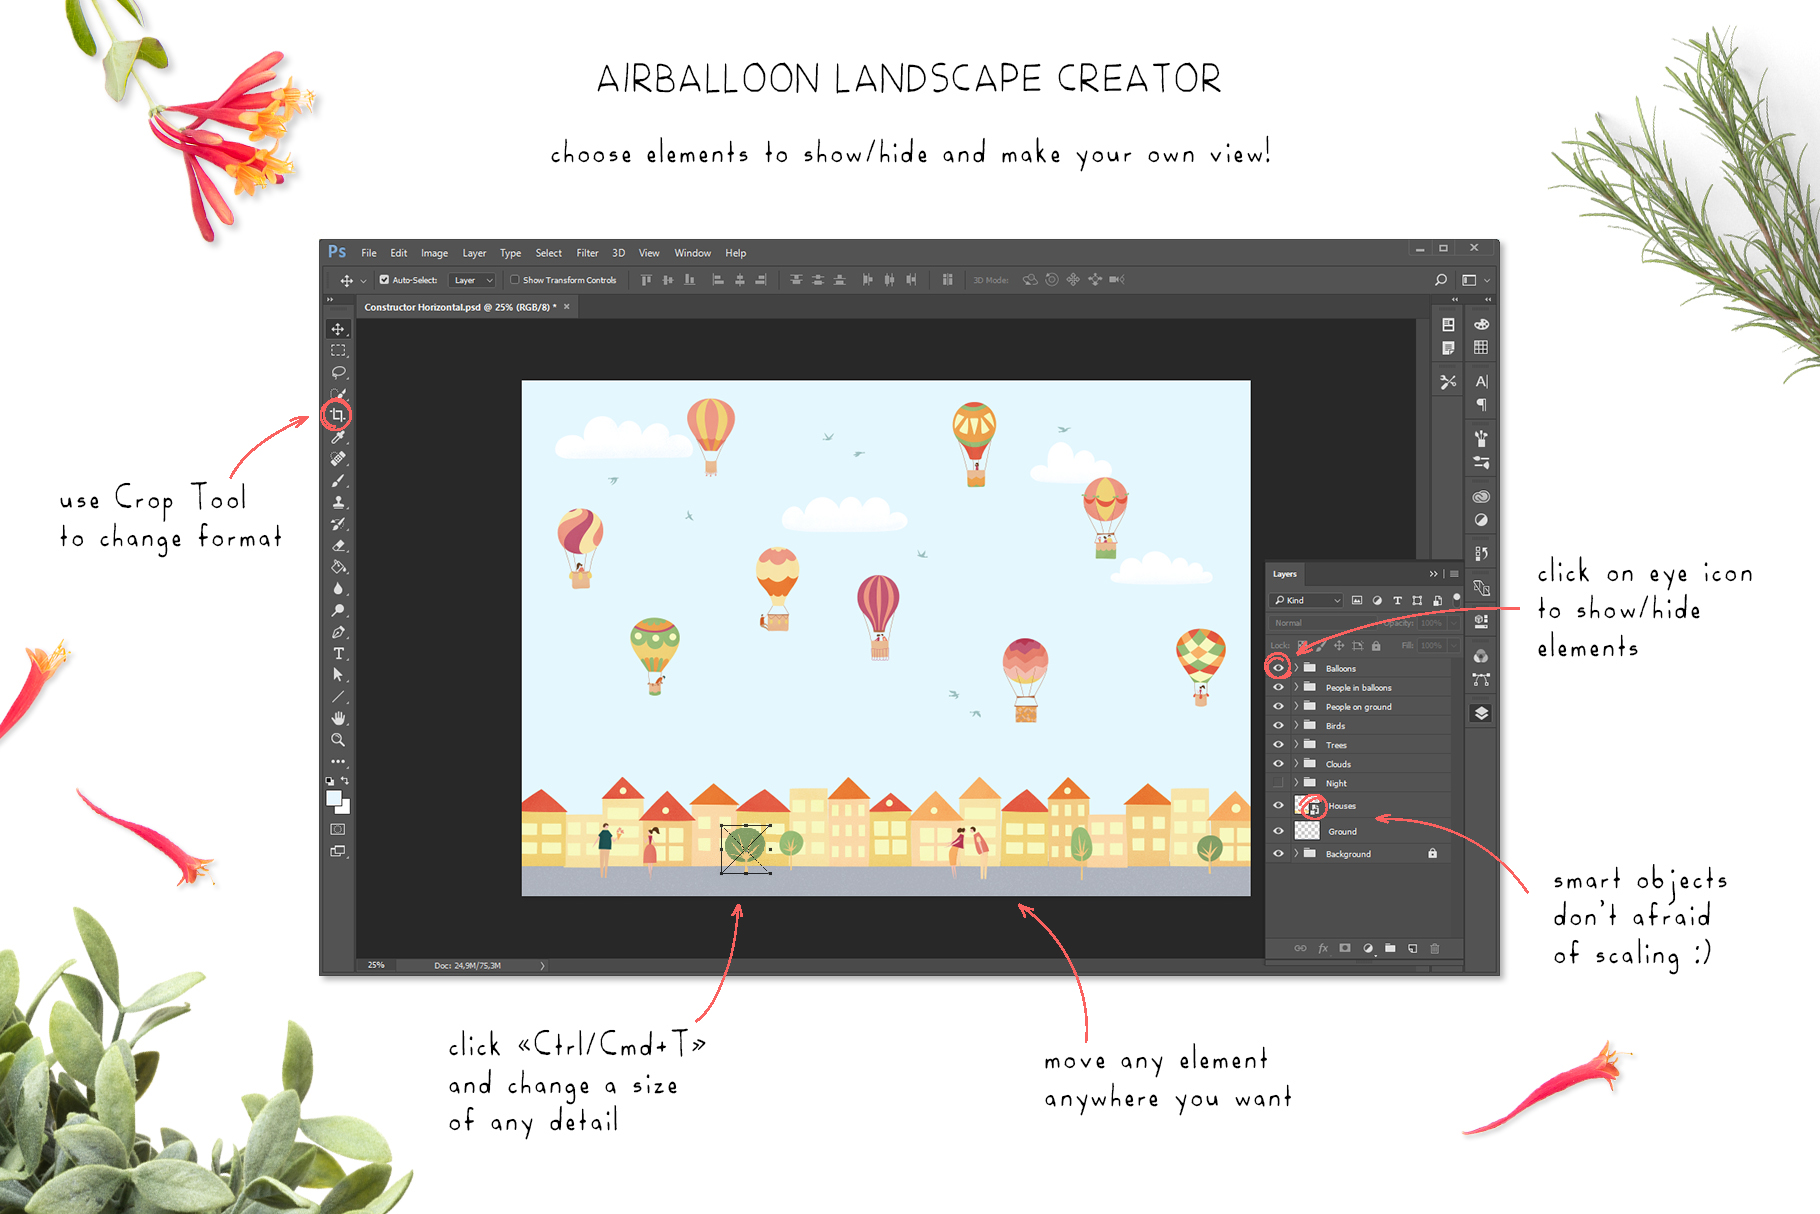 AIRBALLOON LANDSCAPE CREATOR
choose elements to show/hide and make your own view!
Ps File Edit Image Layer Type Select Filter 3D View Window Help
Auto-Select: Layer Show Transform Controls 3D Mode:
Constructor Horizontal.psd @ 25% (RGB/8) * ×
use Crop Tool
to change format
Layers
Kind
Normal Opacity: 100%
Lock: Fill: 100%
Balloons
People in balloons
People on ground
Birds
Trees
Clouds
Night
Houses
Ground
Background
click on eye icon
to show/hide
elements
smart objects
don't afraid
of scaling :)
25% Doc: 24,9M/75,3M
click «Ctrl/Cmd+T»
and change a size
of any detail
move any element
anywhere you want